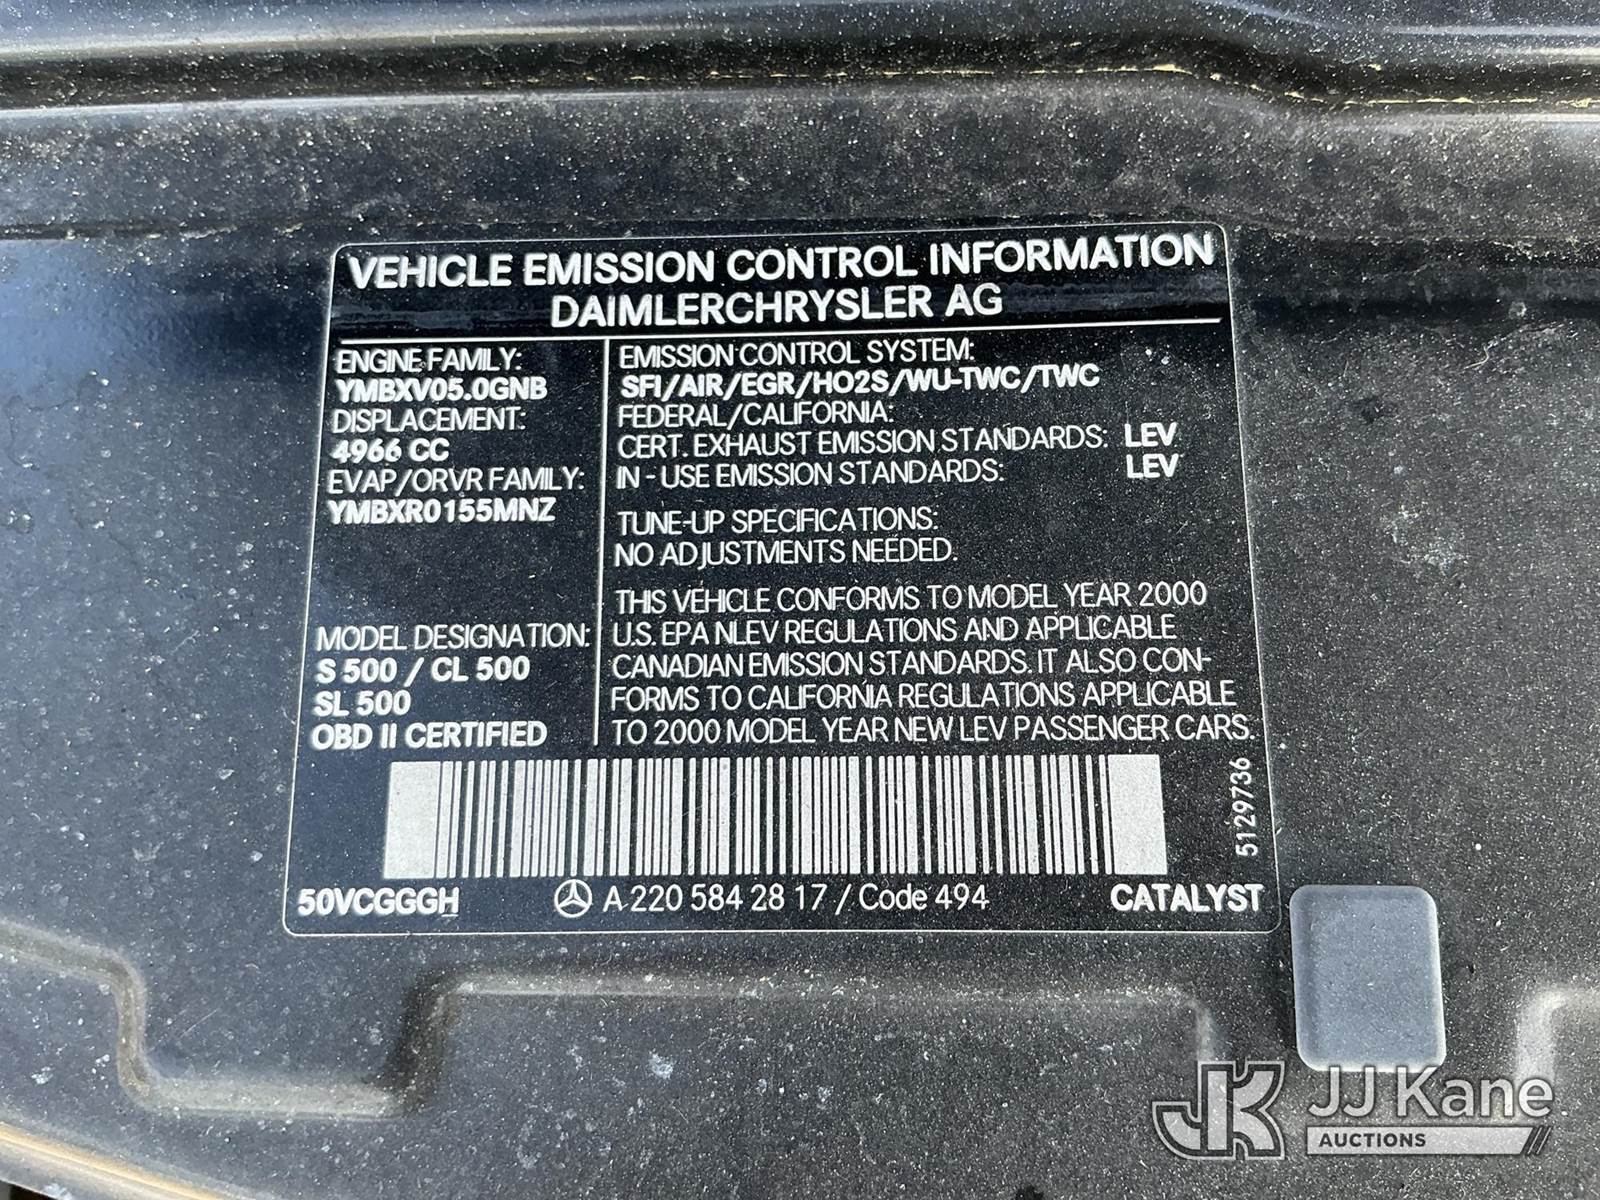 VEHICLE EMISSION CONTROL INFORMATION
DAIMLERCHRYSLER AG
ENGINE FAMILY:
YMBXV05.0GNB
DISPLACEMENT:
4966 CC
EVAP/ORVR FAMILY:
YMBXR0155MNZ
MODEL DESIGNATION:
S 500 / CL 500
SL 500
OBD II CERTIFIED
EMISSION CONTROL SYSTEM:
SFI/AIR/EGR/HO2S/WU-TWC/TWC
FEDERAL/CALIFORNIA:
CERT. EXHAUST EMISSION STANDARDS: LEV
IN - USE EMISSION STANDARDS: LEV
TUNE-UP SPECIFICATIONS:
NO ADJUSTMENTS NEEDED.
THIS VEHICLE CONFORMS TO MODEL YEAR 2000
U.S. EPA NLEV REGULATIONS AND APPLICABLE
CANADIAN EMISSION STANDARDS. IT ALSO CON-
FORMS TO CALIFORNIA REGULATIONS APPLICABLE
TO 2000 MODEL YEAR NEW LEV PASSENGER CARS.
5129736
50VCGGGH A 220 584 28 17 / Code 494 CATALYST
JK JJ Kane
AUCTIONS